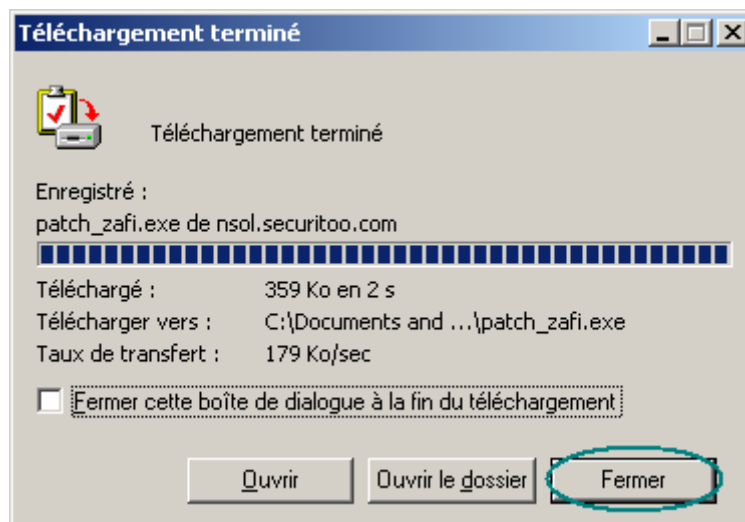 Téléchargement terminé
Téléchargement terminé
Enregistré :
patch_zafi.exe de nsol.securitoo.com
Téléchargé : 359 Ko en 2 s
Télécharger vers : C:\Documents and ...\patch_zafi.exe
Taux de transfert : 179 Ko/sec
Fermer cette boîte de dialogue à la fin du téléchargement
Ouvrir Ouvrir le dossier Fermer